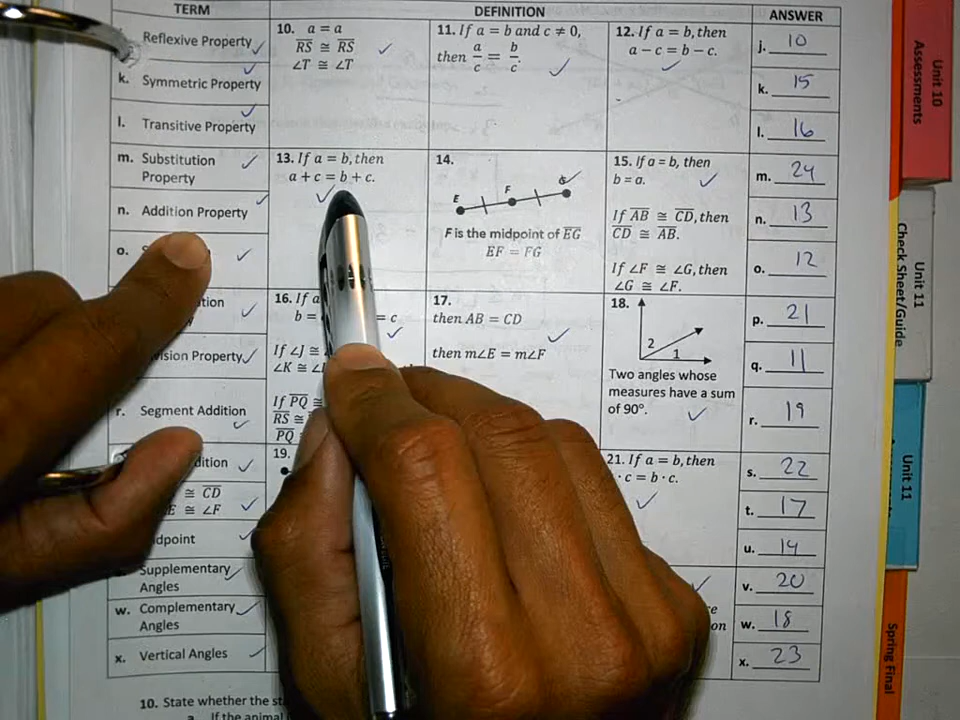 TERM DEFINITION ANSWER
Reflexive Property
k. Symmetric Property
l. Transitive Property
m. Substitution
Property
n. Addition Property
o.
r. Segment Addition
≅ CD
≅ ∠F
Supplementary
Angles
w. Complementary
Angles
x. Vertical Angles
10. a = a
RS ≅ RS
∠T ≅ ∠T
11. If a = b and c ≠ 0,
then a/c = b/c.
12. If a = b, then
a − c = b − c.
13. If a = b, then
a + c = b + c.
14.
E F
F is the midpoint of EG
EF = FG
15. If a = b, then
b = a.
If AB ≅ CD, then
CD ≅ AB.
If ∠F ≅ ∠G, then
∠G ≅ ∠F.
16. If a
b = = c
If ∠J ≅
∠K ≅
If PQ ≅
RS ≅
PQ
17.
then AB = CD
then m∠E = m∠F
18.
2
1
Two angles whose
measures have a sum
of 90°.
19.
21. If a = b, then
· c = b · c.
j. 10
k. 15
l. 16
m. 24
n. 13
o. 12
p. 21
q. 11
r. 19
s. 22
t. 17
u. 14
v. 20
w. 18
x. 23
10. State whether the
a. If the animal
Unit 10
Assessments
Unit 11
Check Sheet/Guide
Unit 11
Spring Final